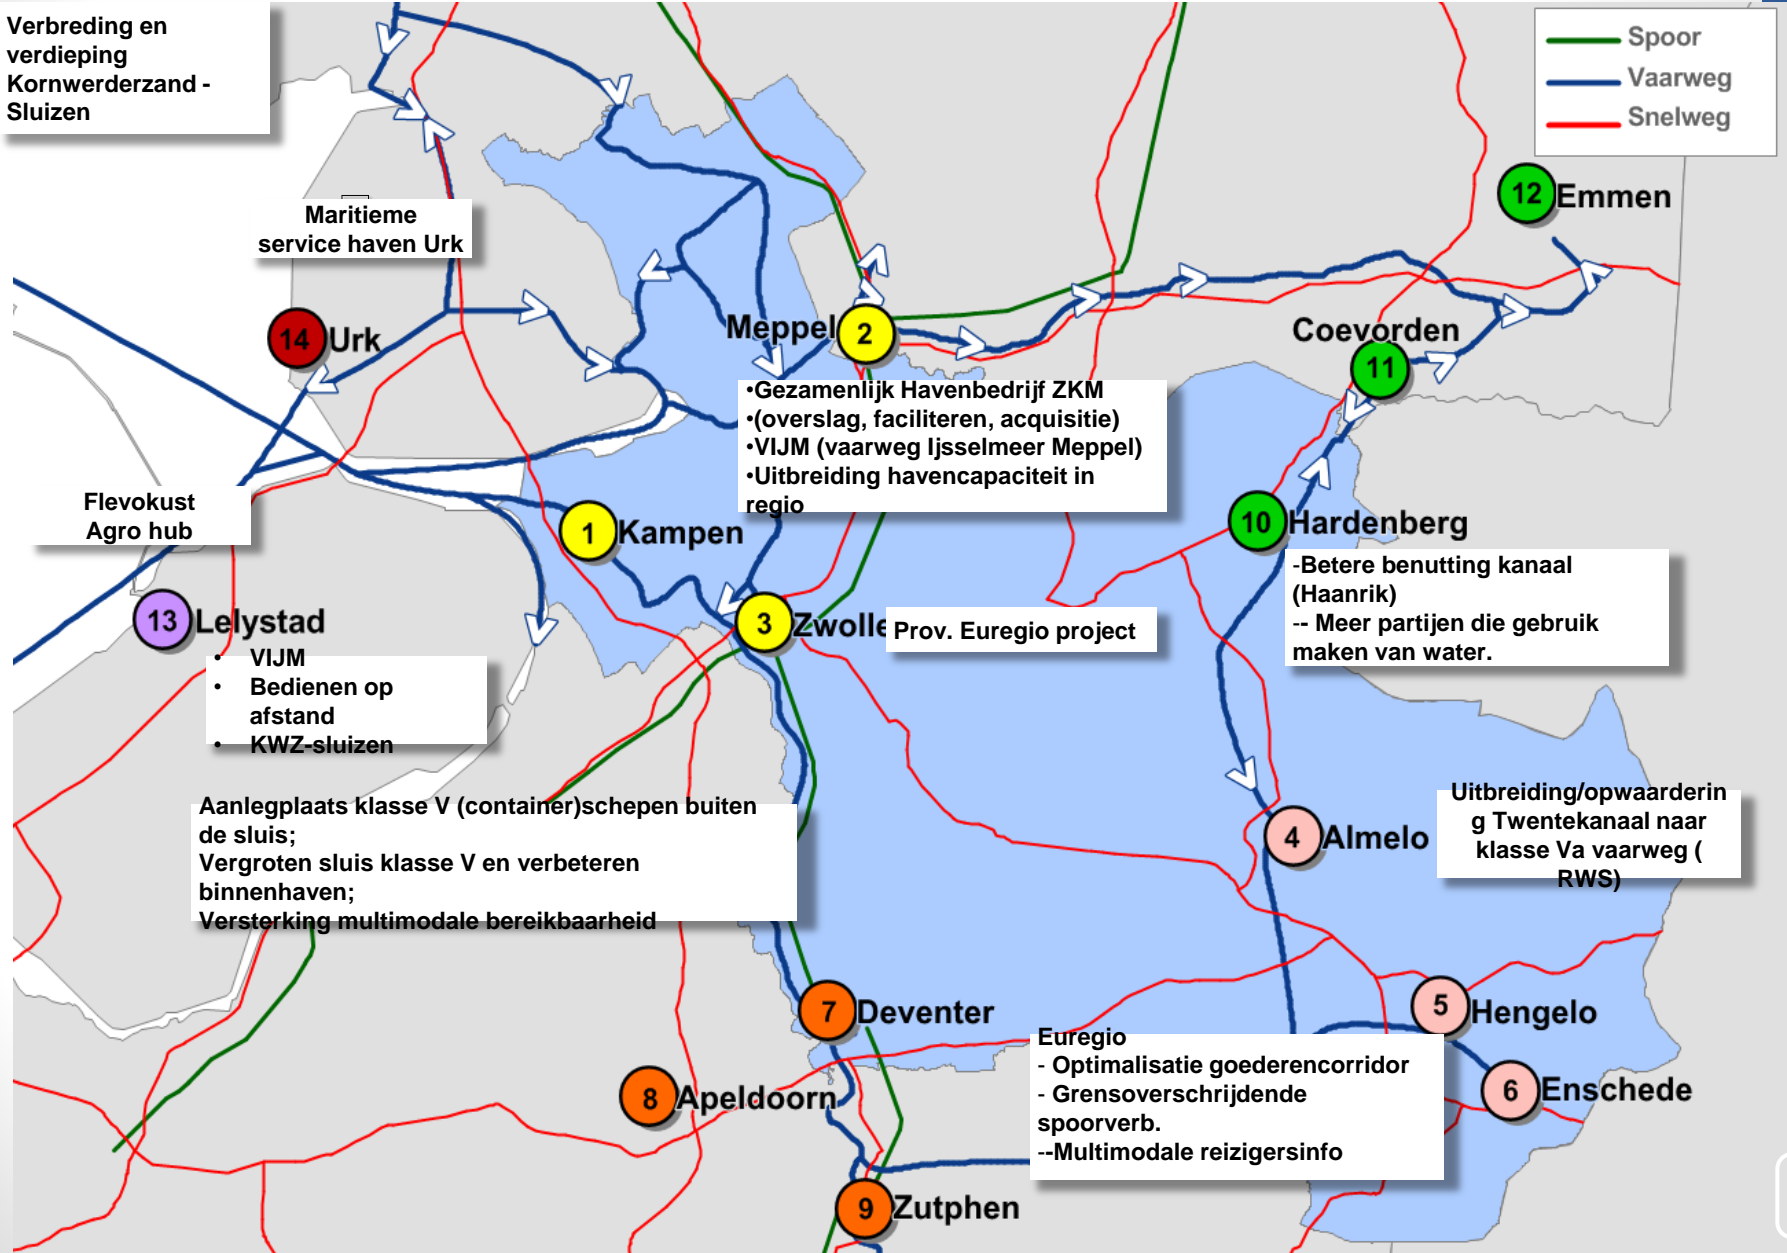 Verbreding en
verdieping
Kornwerderzand -
Sluizen
Spoor
Vaarweg
Snelweg
12 Emmen
Maritieme
service haven Urk
14 Urk
Meppel 2
Coevorden
11
•Gezamenlijk Havenbedrijf ZKM
•(overslag, faciliteren, acquisitie)
•VIJM (vaarweg Ijsselmeer Meppel)
•Uitbreiding havencapaciteit in
regio
Flevokust
Agro hub
1 Kampen
10 Hardenberg
-Betere benutting kanaal
(Haanrik)
-- Meer partijen die gebruik
maken van water.
13 Lelystad
3 Zwolle
Prov. Euregio project
• VIJM
• Bedienen op
afstand
• KWZ-sluizen
Aanlegplaats klasse V (container)schepen buiten
de sluis;
Vergroten sluis klasse V en verbeteren
binnenhaven;
Versterking multimodale bereikbaarheid
4 Almelo
Uitbreiding/opwaarderin
g Twentekanaal naar
klasse Va vaarweg (
RWS)
7 Deventer
5 Hengelo
Euregio
- Optimalisatie goederencorridor
- Grensoverschrijdende
spoorverb.
--Multimodale reizigersinfo
8 Apeldoorn
6 Enschede
9 Zutphen